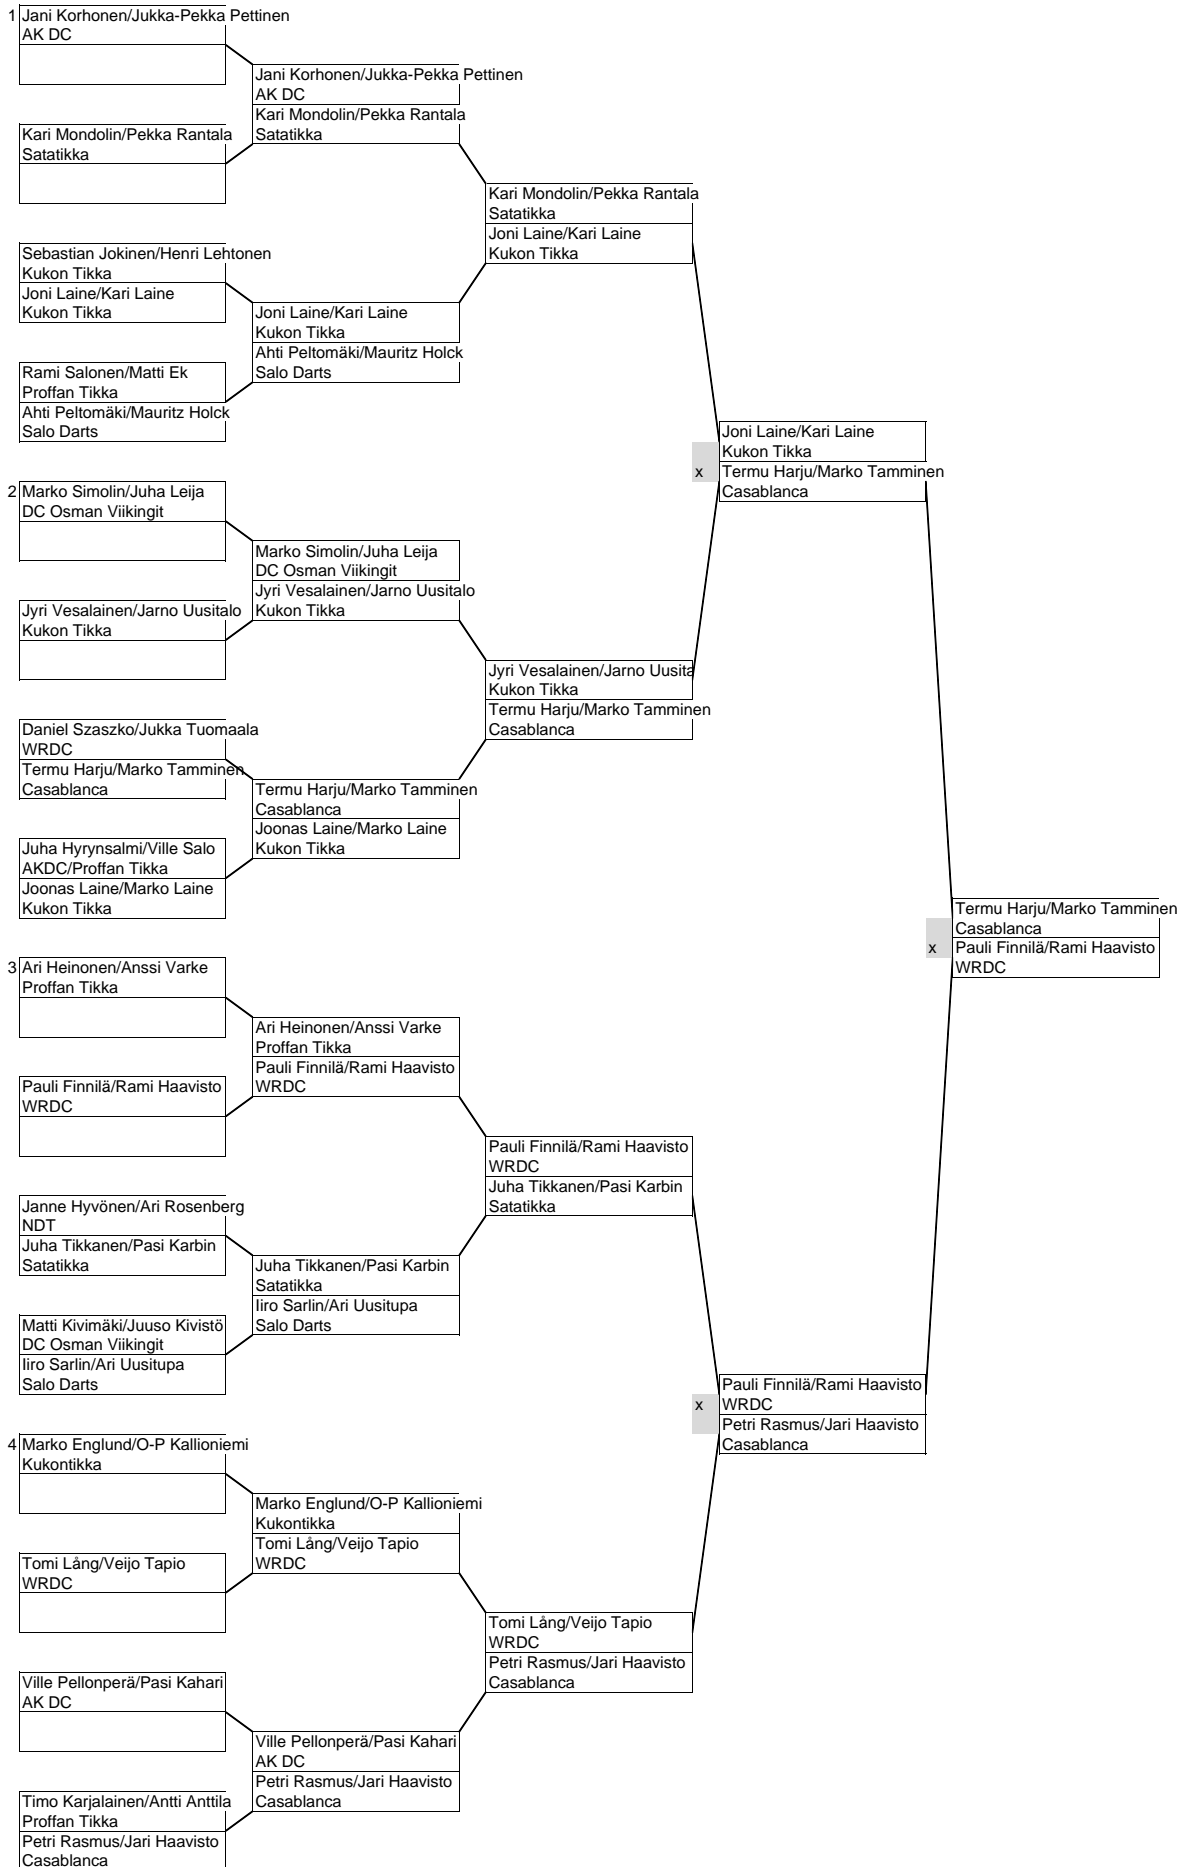 1 Jani Korhonen/Jukka-Pekka Pettinen
AK DC
Kari Mondolin/Pekka Rantala
Satatikka
Sebastian Jokinen/Henri Lehtonen
Kukon Tikka
Joni Laine/Kari Laine
Kukon Tikka
Rami Salonen/Matti Ek
Proffan Tikka
Ahti Peltomäki/Mauritz Holck
Salo Darts
2 Marko Simolin/Juha Leija
DC Osman Viikingit
Jyri Vesalainen/Jarno Uusitalo
Kukon Tikka
Daniel Szaszko/Jukka Tuomaala
WRDC
Termu Harju/Marko Tamminen
Casablanca
Juha Hyrynsalmi/Ville Salo
AKDC/Proffan Tikka
Joonas Laine/Marko Laine
Kukon Tikka
3 Ari Heinonen/Anssi Varke
Proffan Tikka
Pauli Finnilä/Rami Haavisto
WRDC
Janne Hyvönen/Ari Rosenberg
NDT
Juha Tikkanen/Pasi Karbin
Satatikka
Matti Kivimäki/Juuso Kivistö
DC Osman Viikingit
Iiro Sarlin/Ari Uusitupa
Salo Darts
4 Marko Englund/O-P Kallioniemi
Kukontikka
Tomi Lång/Veijo Tapio
WRDC
Ville Pellonperä/Pasi Kahari
AK DC
Timo Karjalainen/Antti Anttila
Proffan Tikka
Petri Rasmus/Jari Haavisto
Casablanca
Jani Korhonen/Jukka-Pekka Pettinen
AK DC
Kari Mondolin/Pekka Rantala
Satatikka
Joni Laine/Kari Laine
Kukon Tikka
Ahti Peltomäki/Mauritz Holck
Salo Darts
Marko Simolin/Juha Leija
DC Osman Viikingit
Jyri Vesalainen/Jarno Uusitalo
Kukon Tikka
Termu Harju/Marko Tamminen
Casablanca
Joonas Laine/Marko Laine
Kukon Tikka
Ari Heinonen/Anssi Varke
Proffan Tikka
Pauli Finnilä/Rami Haavisto
WRDC
Juha Tikkanen/Pasi Karbin
Satatikka
Iiro Sarlin/Ari Uusitupa
Salo Darts
Marko Englund/O-P Kallioniemi
Kukontikka
Tomi Lång/Veijo Tapio
WRDC
Ville Pellonperä/Pasi Kahari
AK DC
Petri Rasmus/Jari Haavisto
Casablanca
Kari Mondolin/Pekka Rantala
Satatikka
Joni Laine/Kari Laine
Kukon Tikka
Jyri Vesalainen/Jarno Uusita
Kukon Tikka
Termu Harju/Marko Tamminen
Casablanca
Pauli Finnilä/Rami Haavisto
WRDC
Juha Tikkanen/Pasi Karbin
Satatikka
Tomi Lång/Veijo Tapio
WRDC
Petri Rasmus/Jari Haavisto
Casablanca
Joni Laine/Kari Laine
Kukon Tikka
x Termu Harju/Marko Tamminen
Casablanca
Pauli Finnilä/Rami Haavisto
x WRDC
Petri Rasmus/Jari Haavisto
Casablanca
Termu Harju/Marko Tamminen
Casablanca
x Pauli Finnilä/Rami Haavisto
WRDC